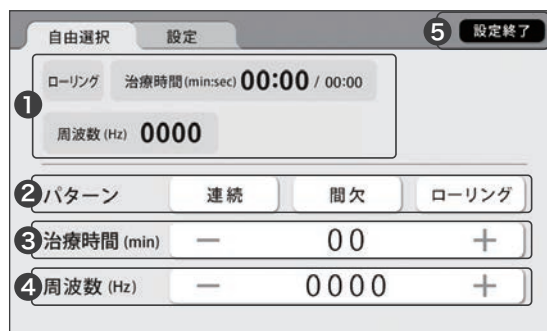 自由選択 設定 5 設定終了
1 ローリング 治療時間(min:sec) 00:00 / 00:00
周波数(Hz) 0000
2 パターン 連続 間欠 ローリング
3 治療時間(min) — 00 +
4 周波数(Hz) — 0000 +